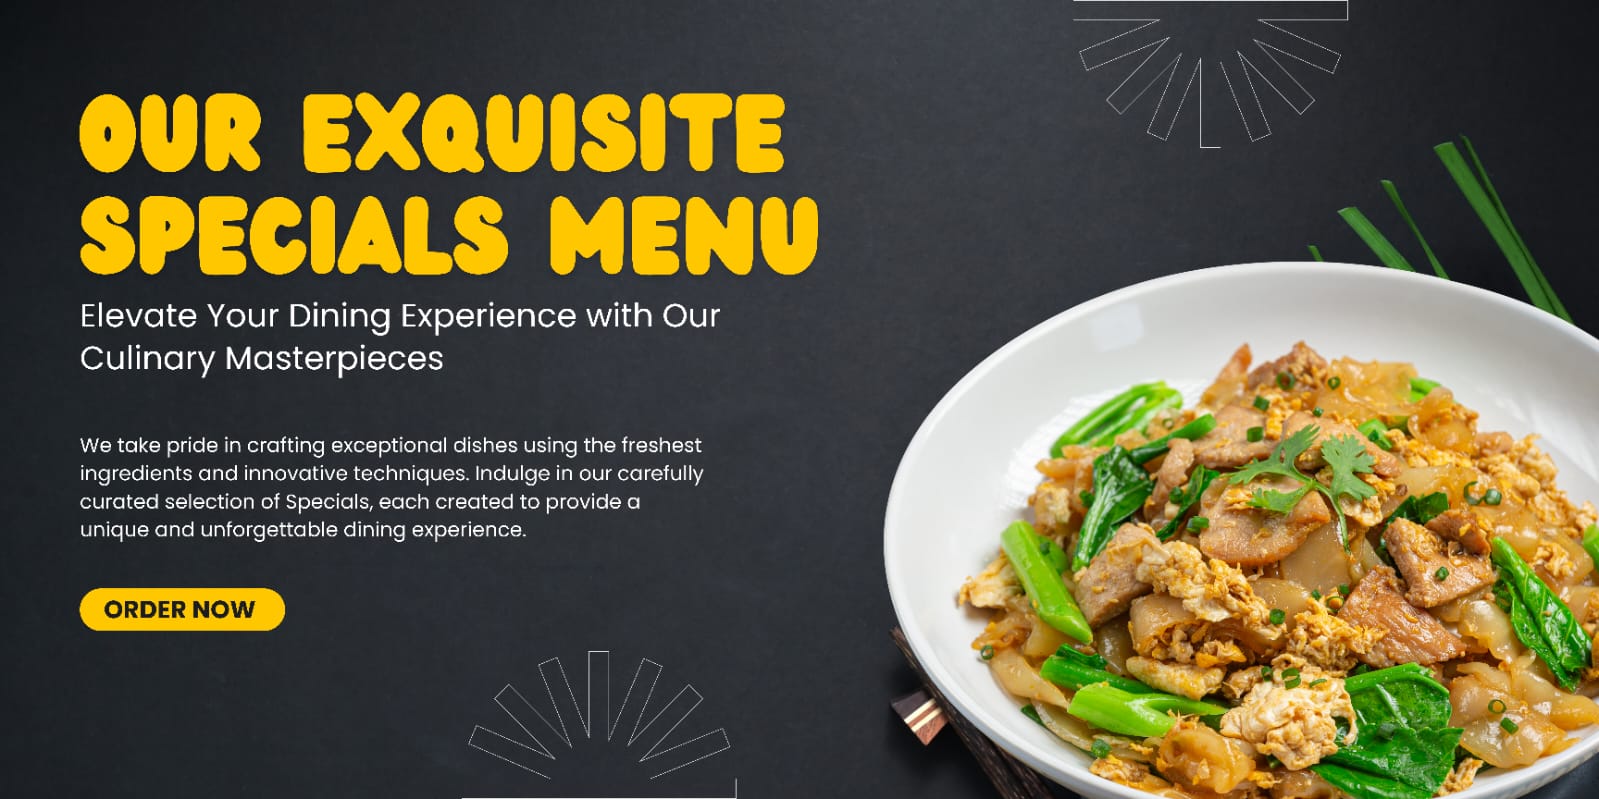 OUR EXQUISITE
SPECIALS MENU
Elevate Your Dining Experience with Our
Culinary Masterpieces
We take pride in crafting exceptional dishes using the freshest
ingredients and innovative techniques. Indulge in our carefully
curated selection of Specials, each created to provide a
unique and unforgettable dining experience.
ORDER NOW